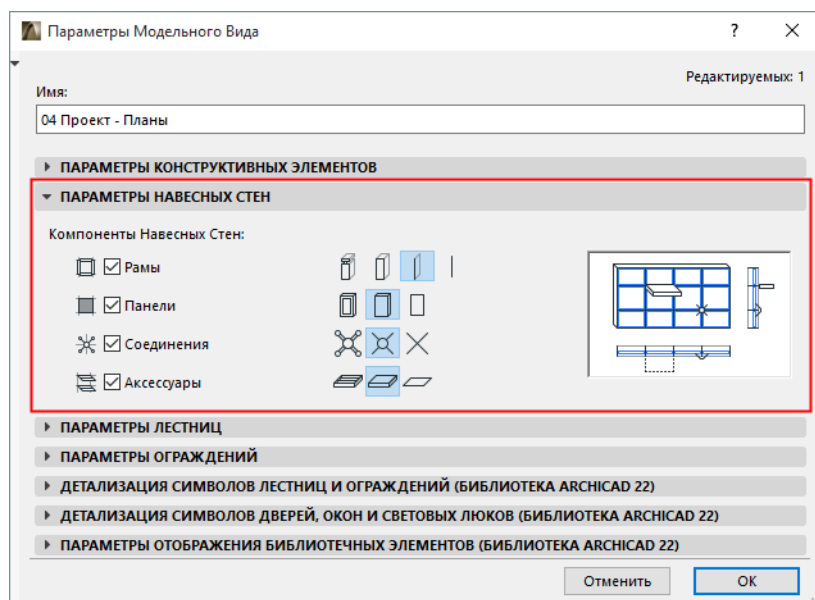 Параметры Модельного Вида
?
Редактируемых: 1
Имя:
04 Проект - Планы
ПАРАМЕТРЫ КОНСТРУКТИВНЫХ ЭЛЕМЕНТОВ
ПАРАМЕТРЫ НАВЕСНЫХ СТЕН
Компоненты Навесных Стен:
Рамы
Панели
Соединения
Аксессуары
ПАРАМЕТРЫ ЛЕСТНИЦ
ПАРАМЕТРЫ ОГРАЖДЕНИЙ
ДЕТАЛИЗАЦИЯ СИМВОЛОВ ЛЕСТНИЦ И ОГРАЖДЕНИЙ (БИБЛИОТЕКА ARCHICAD 22)
ДЕТАЛИЗАЦИЯ СИМВОЛОВ ДВЕРЕЙ, ОКОН И СВЕТОВЫХ ЛЮКОВ (БИБЛИОТЕКА ARCHICAD 22)
ПАРАМЕТРЫ ОТОБРАЖЕНИЯ БИБЛИОТЕЧНЫХ ЭЛЕМЕНТОВ (БИБЛИОТЕКА ARCHICAD 22)
Отменить OK